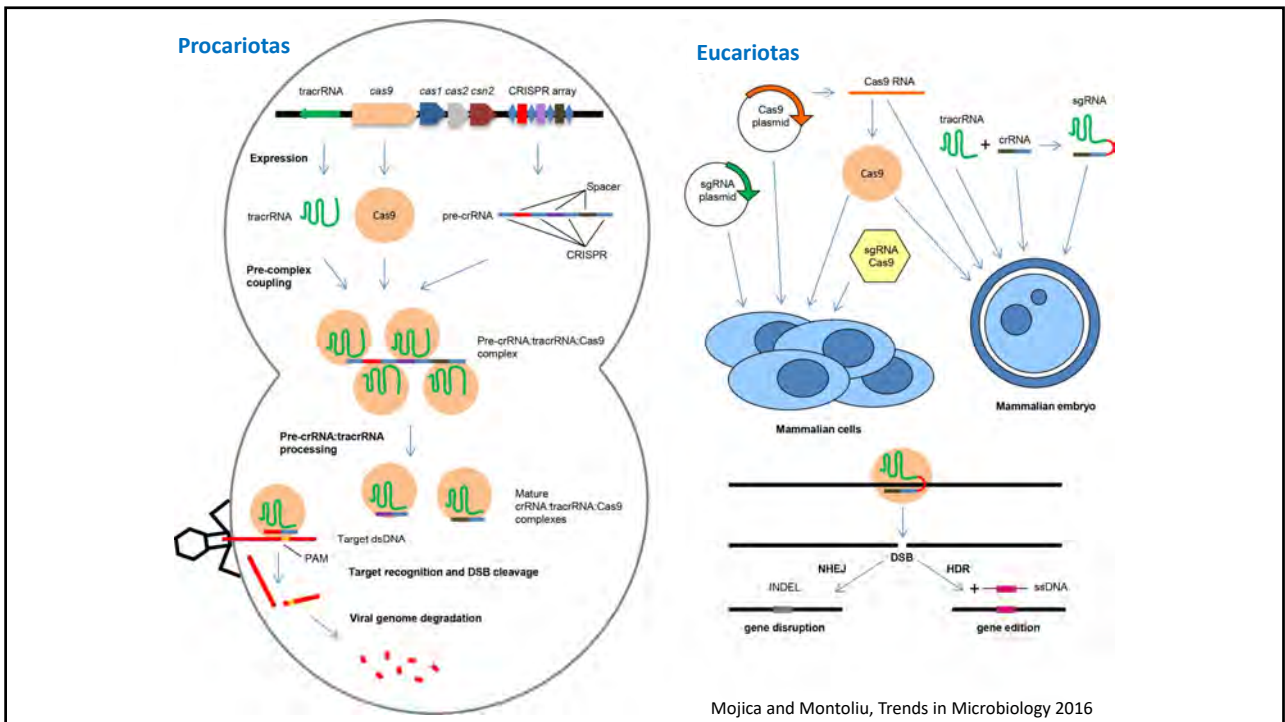 Procariotas
tracrRNA
cas9
cas1 cas2 csn2
CRISPR array
Expression
Spacer
tracrRNA
Cas9
pre-crRNA
CRISPR
Pre-complex
coupling
Pre-crRNA:tracrRNA:Cas9
complex
Pre-crRNA:tracrRNA
processing
Mature
crRNA:tracrRNA:Cas9
complexes
Target dsDNA
PAM
Target recognition and DSB cleavage
Viral genome degradation
Eucariotas
Cas9 RNA
Cas9
plasmid
sgRNA
tracrRNA
+
crRNA
sgRNA
plasmid
Cas9
sgRNA
Cas9
Mammalian embryo
Mammalian cells
DSB
NHEJ
HDR
INDEL
+
ssDNA
gene disruption
gene edition
Mojica and Montoliu, Trends in Microbiology 2016